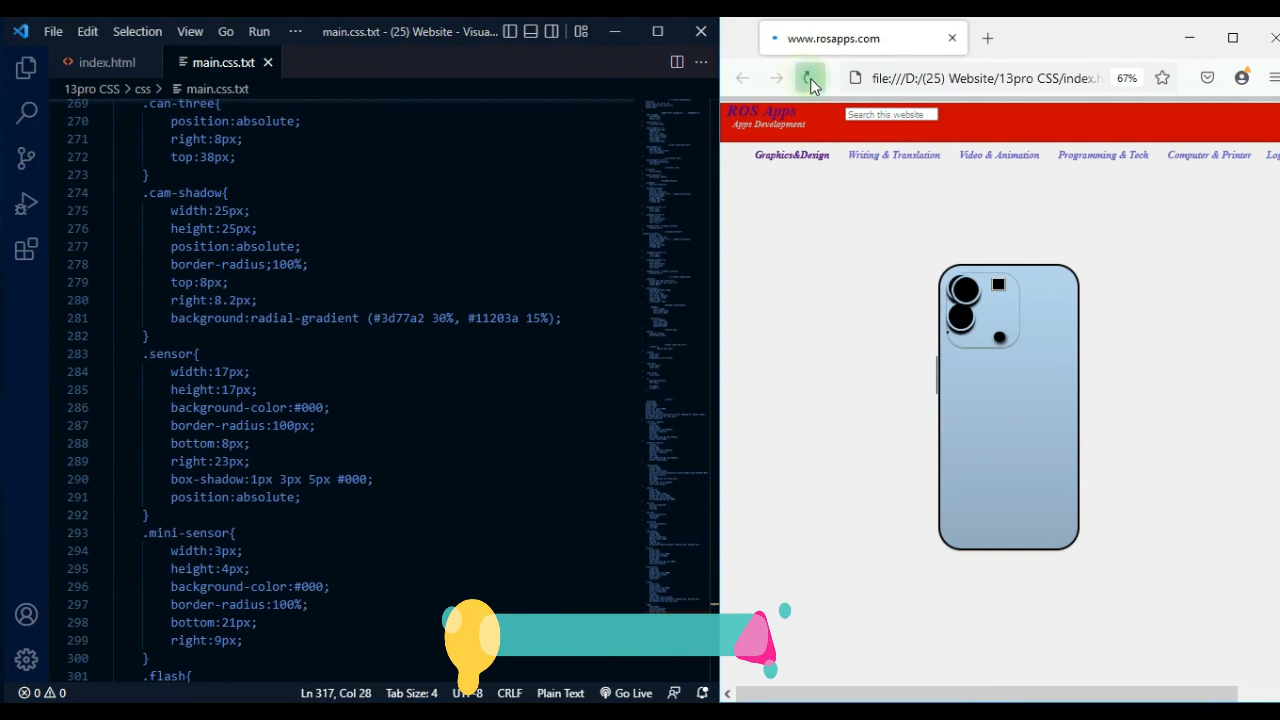 File Edit Selection View Go Run ··· main.css.txt - (25) Website - Visua...
index.html
main.css.txt
13pro CSS > css > main.css.txt
269 .can-three{
270 position:absolute;
271 right:10px;
272 top:38px;
273 }
274 .cam-shadow{
275 width:25px;
276 height:25px;
277 position:absolute;
278 border-radius:100%;
279 top:8px;
280 right:8.2px;
281 background:radial-gradient (#3d77a2 30%, #11203a 15%);
282 }
283 .sensor{
284 width:17px;
285 height:17px;
286 background-color:#000;
287 border-radius:100px;
288 bottom:8px;
289 right:22px;
290 box-shadow:1px 3px 5px #000;
291 position:absolute;
292 }
293 .mini-sensor{
294 width:3px;
295 height:4px;
296 background-color:#000;
297 border-radius:100%;
298 bottom:21px;
299 right:9px;
300 }
301 .flash{
0 0
Ln 317, Col 28 Tab Size: 4 UTF-8 CRLF Plain Text Go Live
www.rosapps.com
file:///D:/(25) Website/13pro CSS/index.h
67%
ROS Apps
Apps Development
Search this website
Graphics&Design Writing & Translation Video & Animation Programming & Tech Computer & Printer Log